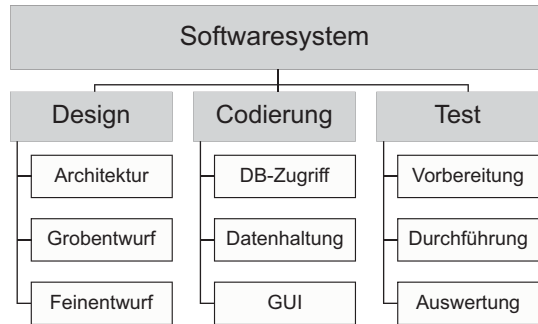 Softwaresystem
Design
Codierung
Test
Architektur
DB-Zugriff
Vorbereitung
Grobentwurf
Datenhaltung
Durchführung
Feinentwurf
GUI
Auswertung